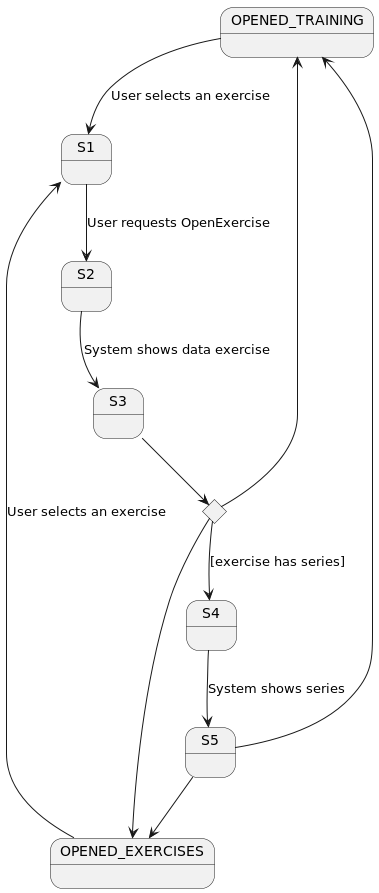 OPENED_TRAINING
User selects an exercise
S1
User requests OpenExercise
S2
System shows data exercise
S3
User selects an exercise
[exercise has series]
S4
System shows series
S5
OPENED_EXERCISES